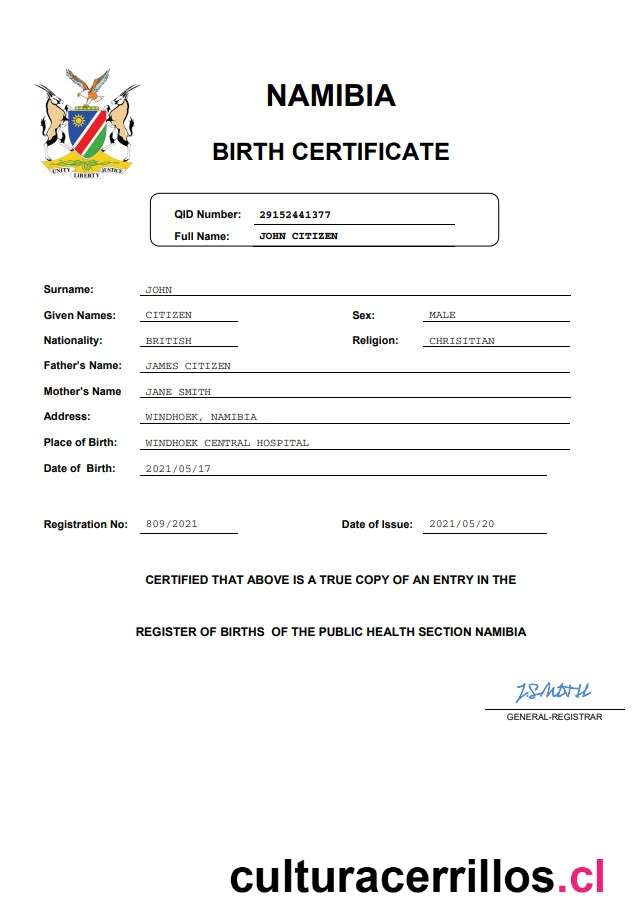 NAMIBIA
BIRTH CERTIFICATE
UNITY LIBERTY JUSTICE
QID Number: 29152441377
Full Name: JOHN CITIZEN
Surname: JOHN
Given Names: CITIZEN Sex: MALE
Nationality: BRITISH Religion: CHRISITIAN
Father's Name: JAMES CITIZEN
Mother's Name JANE SMITH
Address: WINDHOEK, NAMIBIA
Place of Birth: WINDHOEK CENTRAL HOSPITAL
Date of Birth: 2021/05/17
Registration No: 809/2021 Date of Issue: 2021/05/20
CERTIFIED THAT ABOVE IS A TRUE COPY OF AN ENTRY IN THE
REGISTER OF BIRTHS OF THE PUBLIC HEALTH SECTION NAMIBIA
J.SMITH
GENERAL-REGISTRAR
culturacerrillos.cl